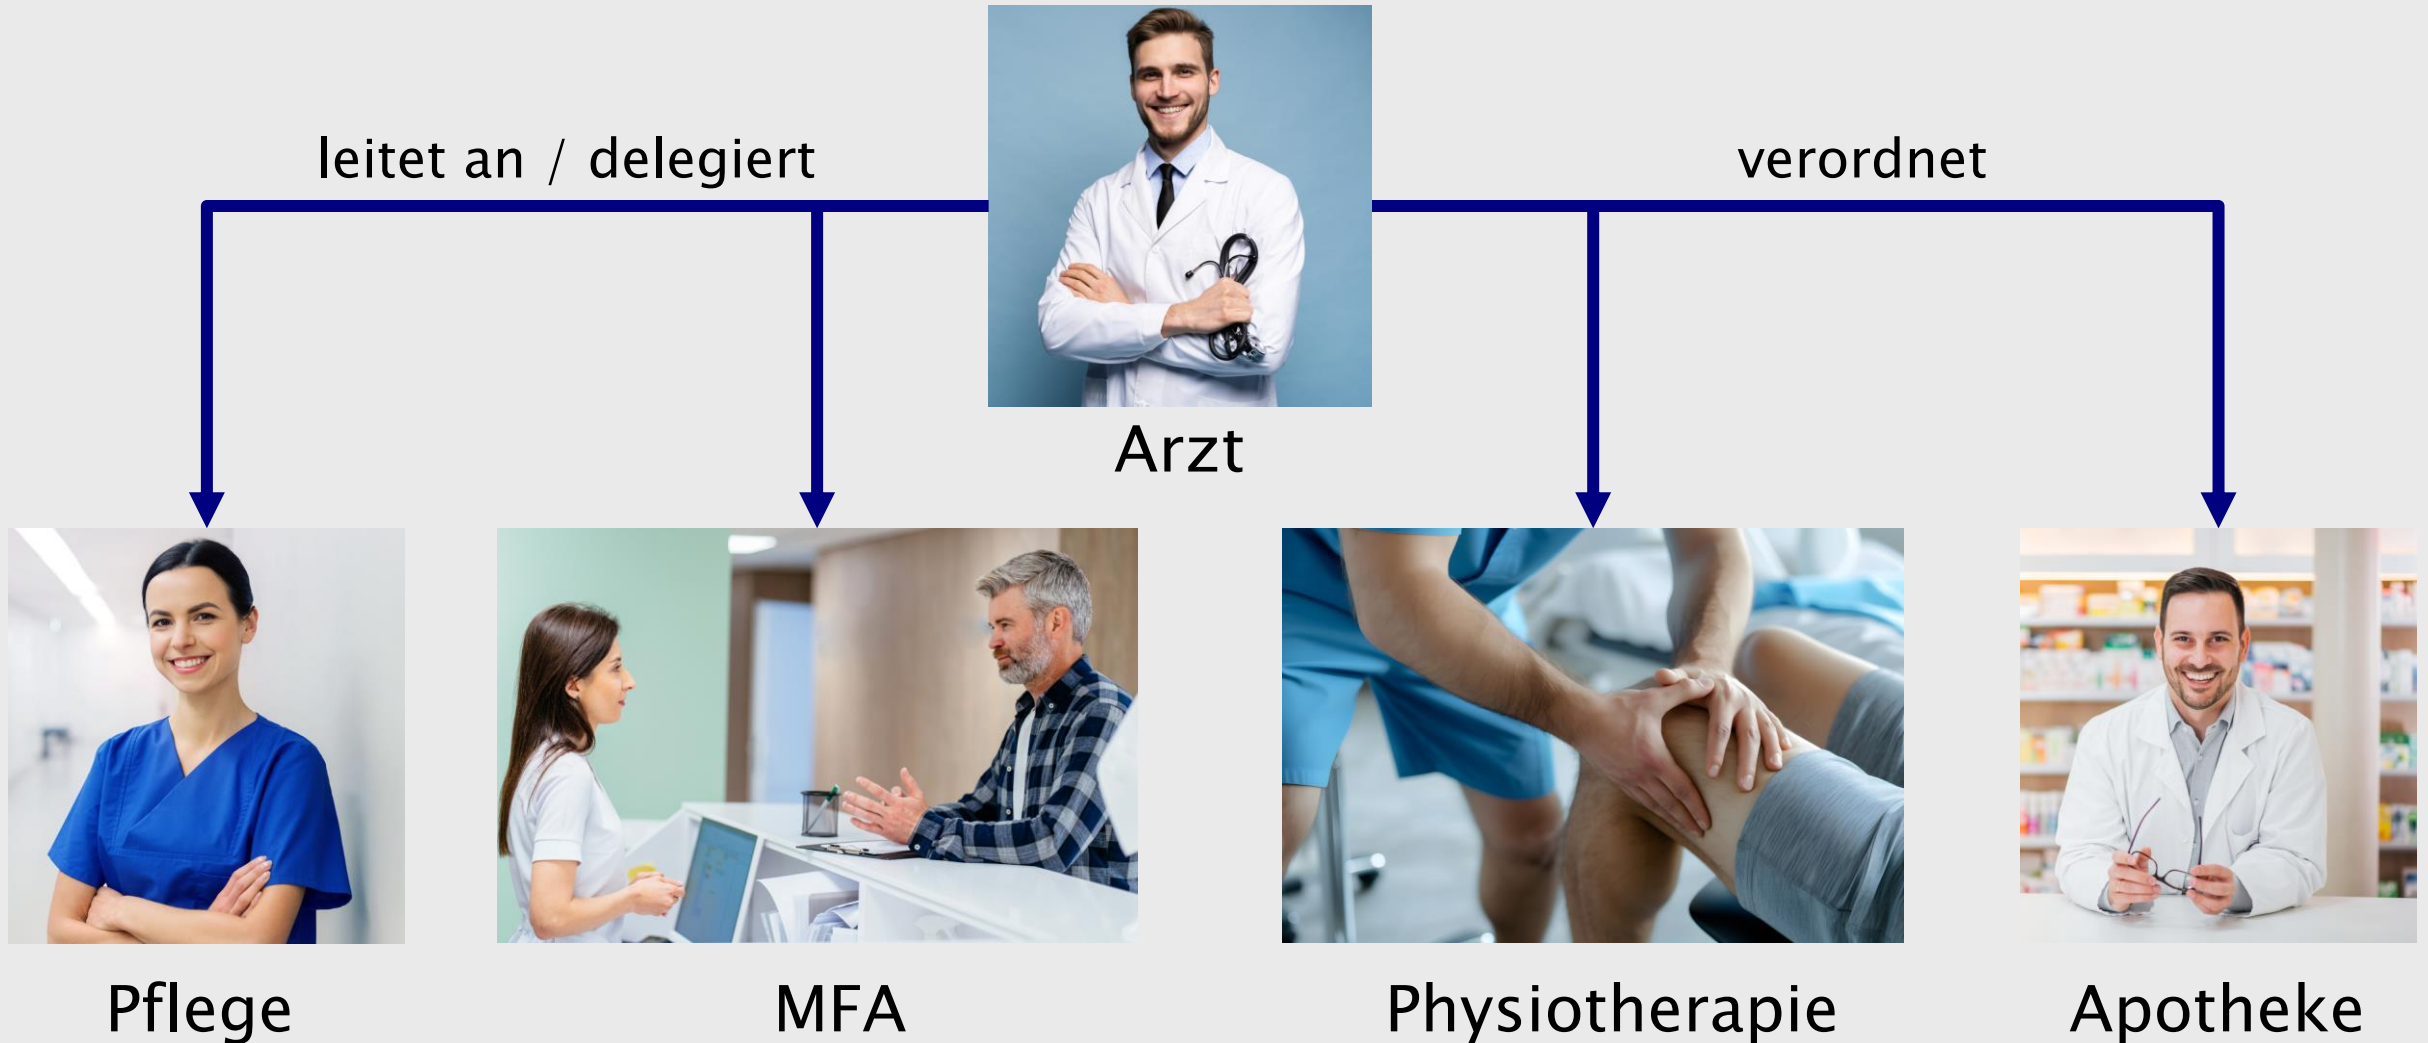 leitet an / delegiert
verordnet
Arzt
Pflege
MFA
Physiotherapie
Apotheke